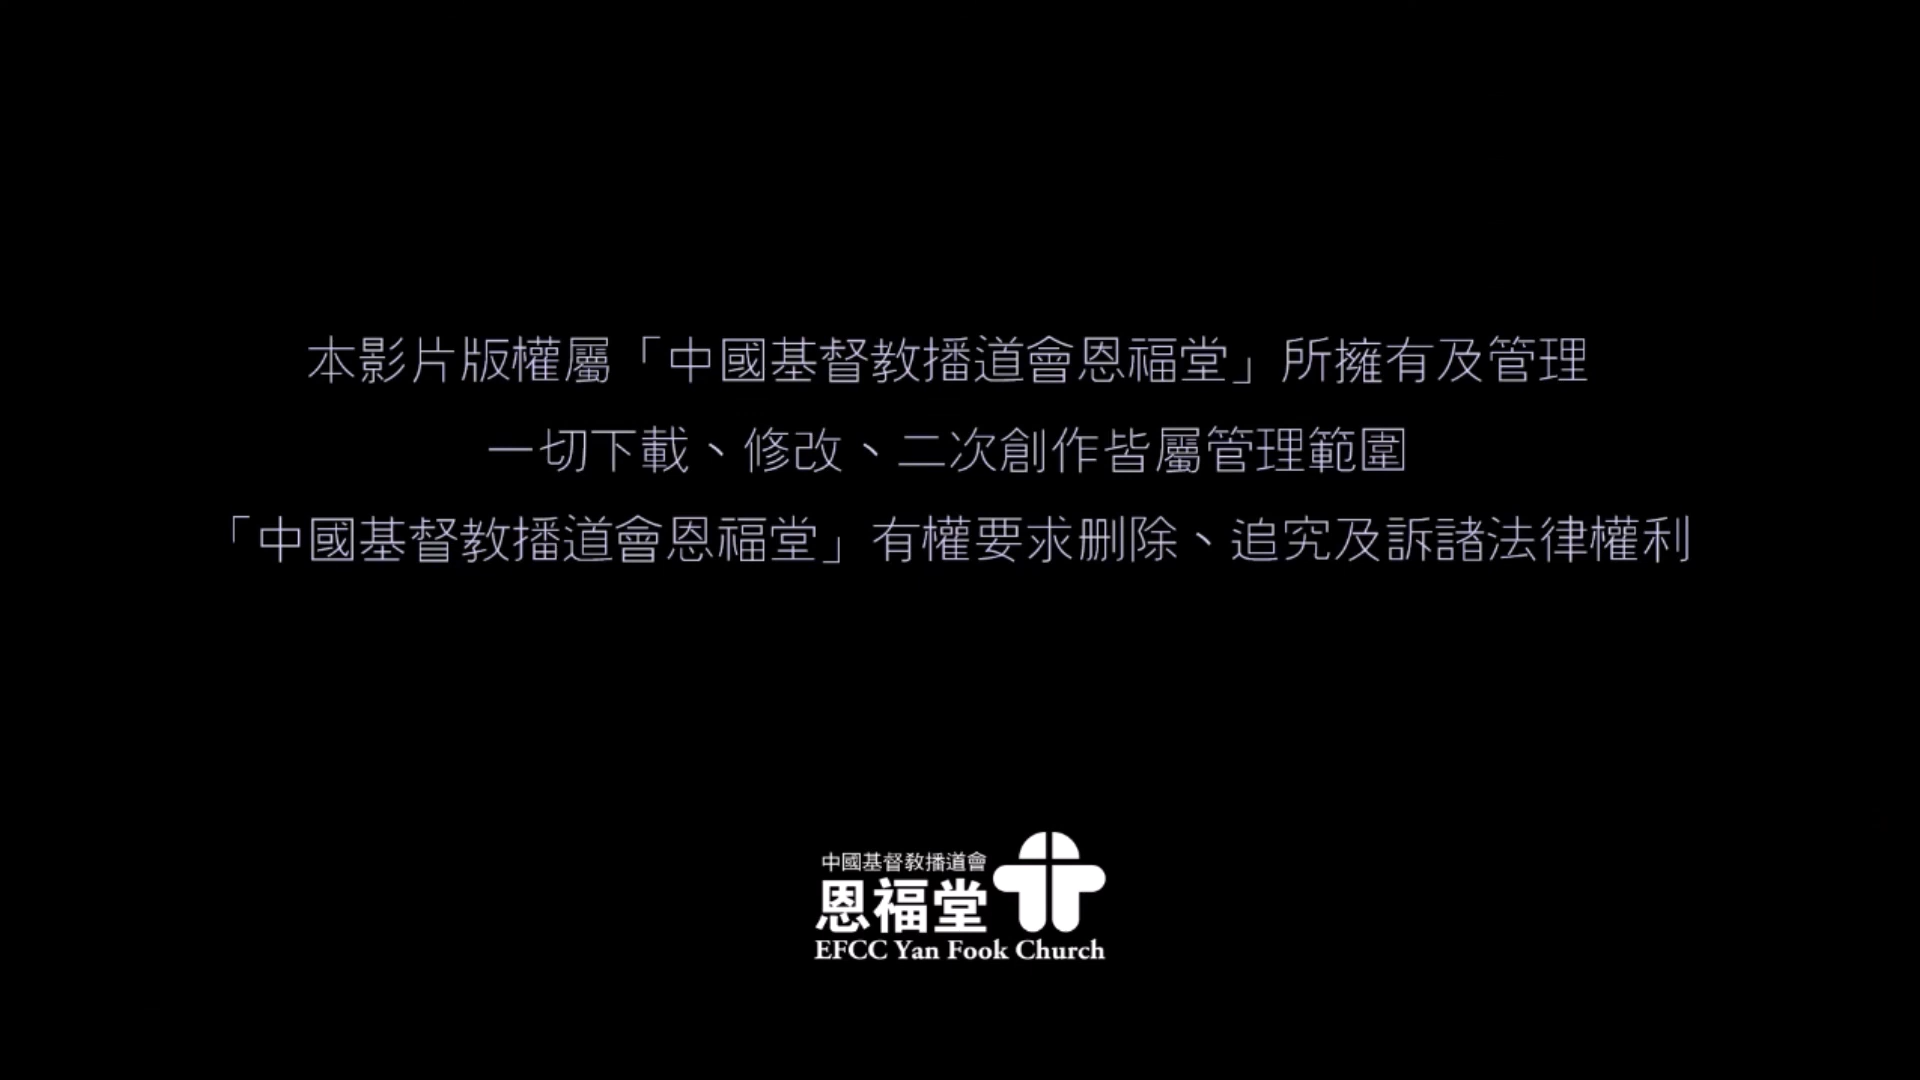 本影片版權屬「中國基督教播道會恩福堂」所擁有及管理
一切下載、修改、二次創作皆屬管理範圍
「中國基督教播道會恩福堂」有權要求刪除、追究及訴諸法律權利
中國基督教播道會
恩福堂
EFCC Yan Fook Church